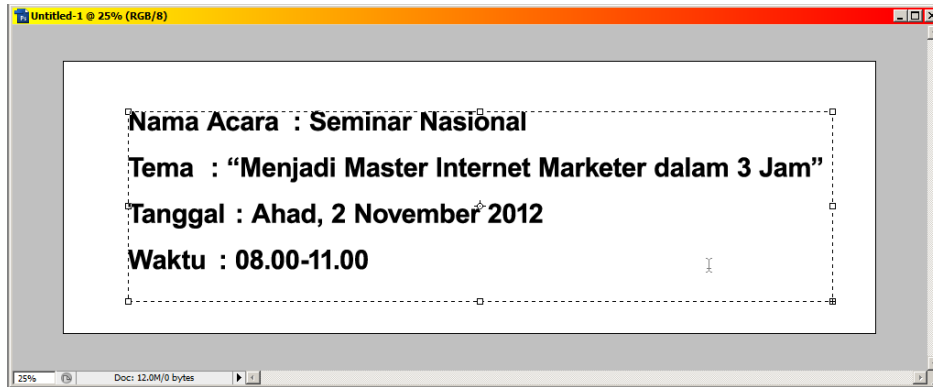 Untitled-1 @ 25% (RGB/8)
Nama Acara : Seminar Nasional
Tema : “Menjadi Master Internet Marketer dalam 3 Jam”
Tanggal : Ahad, 2 November 2012
Waktu : 08.00-11.00
25% Doc: 12.0M/0 bytes